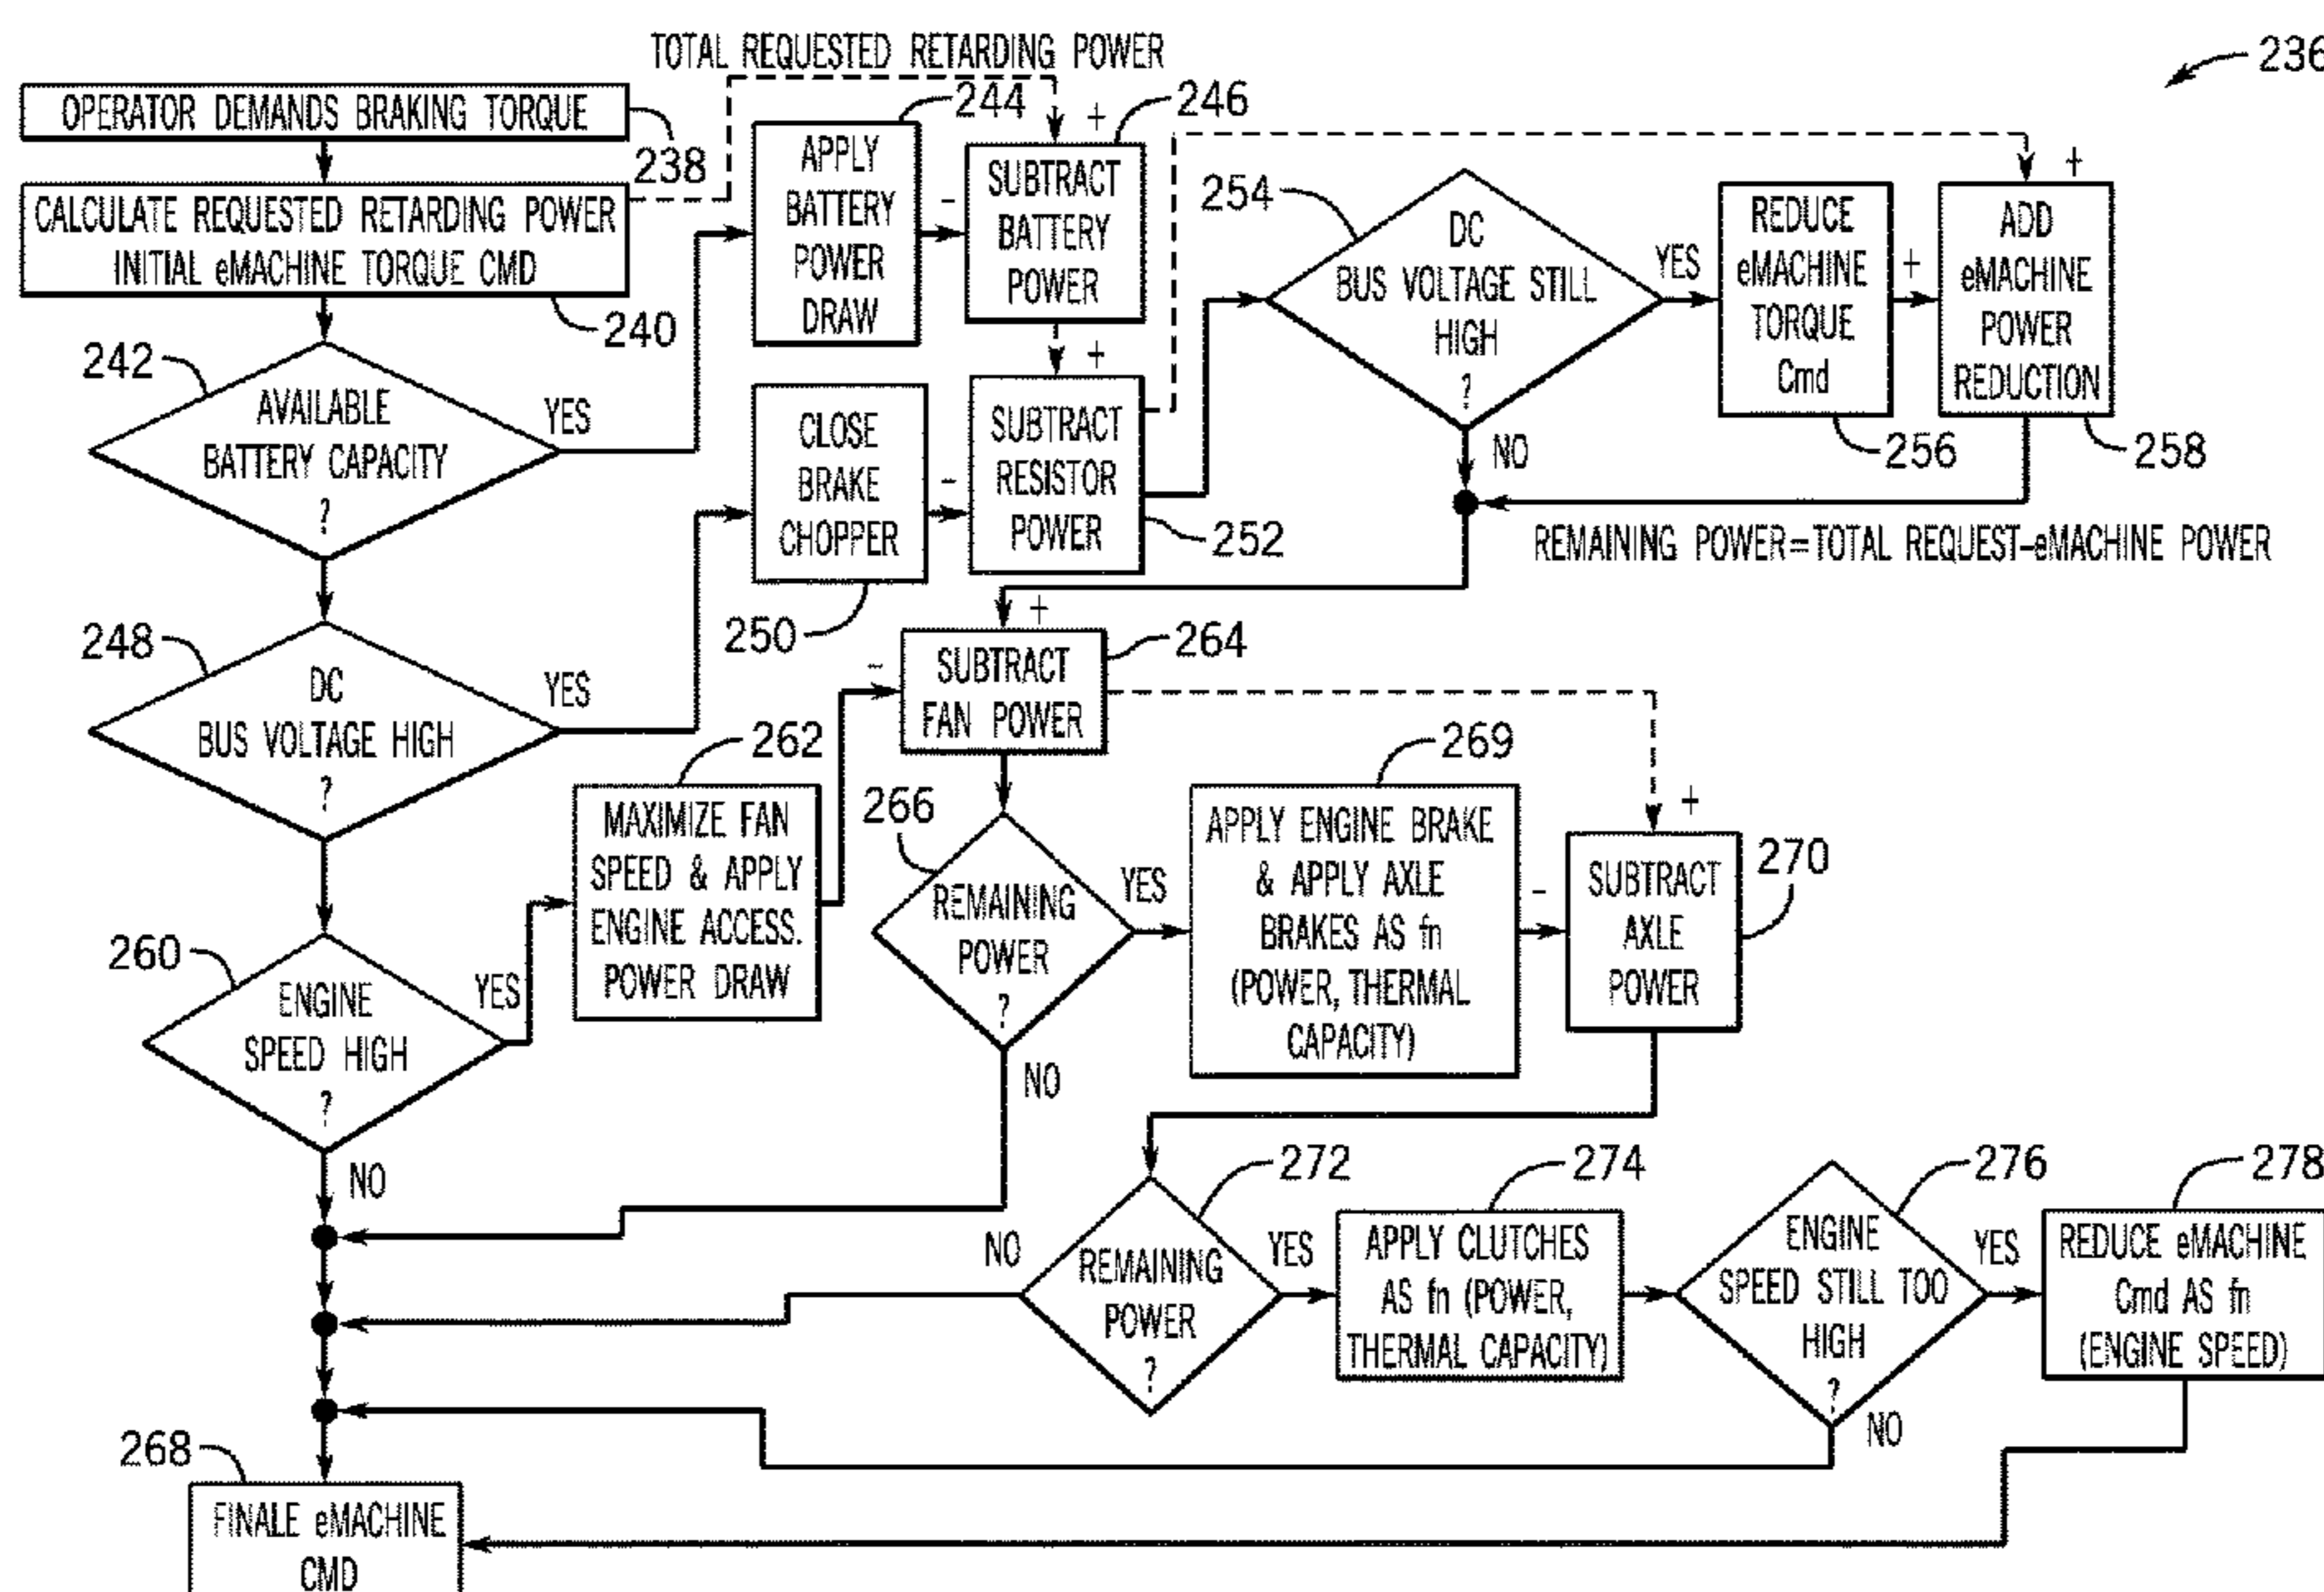 TOTAL REQUESTED RETARDING POWER
236
OPERATOR DEMANDS BRAKING TORQUE
238
CALCULATE REQUESTED RETARDING POWER
INITIAL eMACHINE TORQUE CMD
240
242
AVAILABLE
BATTERY CAPACITY
?
YES
244
APPLY
BATTERY
POWER
DRAW
-
246
+
SUBTRACT
BATTERY
POWER
248
DC
BUS VOLTAGE HIGH
?
YES
250
CLOSE
BRAKE
CHOPPER
-
+
SUBTRACT
RESISTOR
POWER
252
254
DC
BUS VOLTAGE STILL
HIGH
?
YES
NO
REDUCE
eMACHINE
TORQUE
Cmd
256
+
+
ADD
eMACHINE
POWER
REDUCTION
258
REMAINING POWER=TOTAL REQUEST-eMACHINE POWER
260
ENGINE
SPEED HIGH
?
YES
NO
262
MAXIMIZE FAN
SPEED & APPLY
ENGINE ACCESS.
POWER DRAW
-
+
264
SUBTRACT
FAN POWER
266
REMAINING
POWER
?
YES
NO
269
APPLY ENGINE BRAKE
& APPLY AXLE
BRAKES AS fn
(POWER, THERMAL
CAPACITY)
-
+
SUBTRACT
AXLE
POWER
270
272
REMAINING
POWER
?
NO
YES
274
APPLY CLUTCHES
AS fn (POWER,
THERMAL CAPACITY)
276
ENGINE
SPEED STILL TOO
HIGH
?
YES
NO
278
REDUCE eMACHINE
Cmd AS fn
(ENGINE SPEED)
268
FINALE eMACHINE
CMD